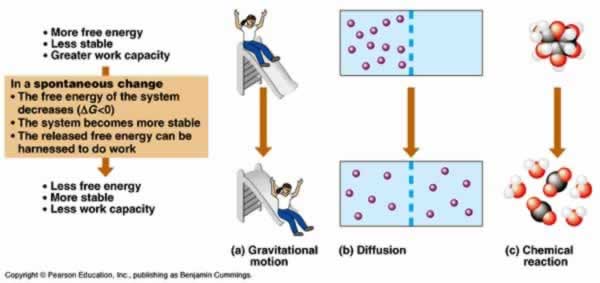 • More free energy
• Less stable
• Greater work capacity
In a spontaneous change
• The free energy of the system
decreases (ΔG<0)
• The system becomes more stable
• The released free energy can be
harnessed to do work
• Less free energy
• More stable
• Less work capacity
(a) Gravitational
motion
(b) Diffusion
(c) Chemical
reaction
Copyright © Pearson Education, Inc., publishing as Benjamin Cummings.